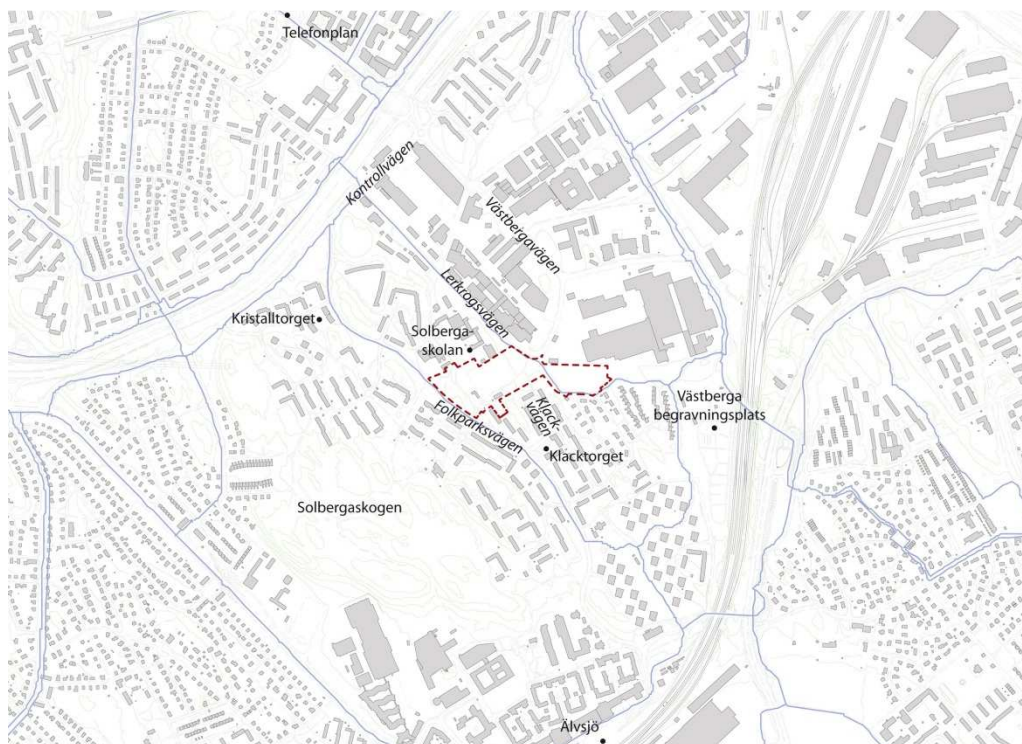 Telefonplan
Kontrollvägen
Västbergavägen
Lerkrogsvägen
Kristalltorget
Solberga-
skolan
Västberga
begravningsplats
Klack-
vägen
Folkparksvägen
Klacktorget
Solbergaskogen
Älvsjö